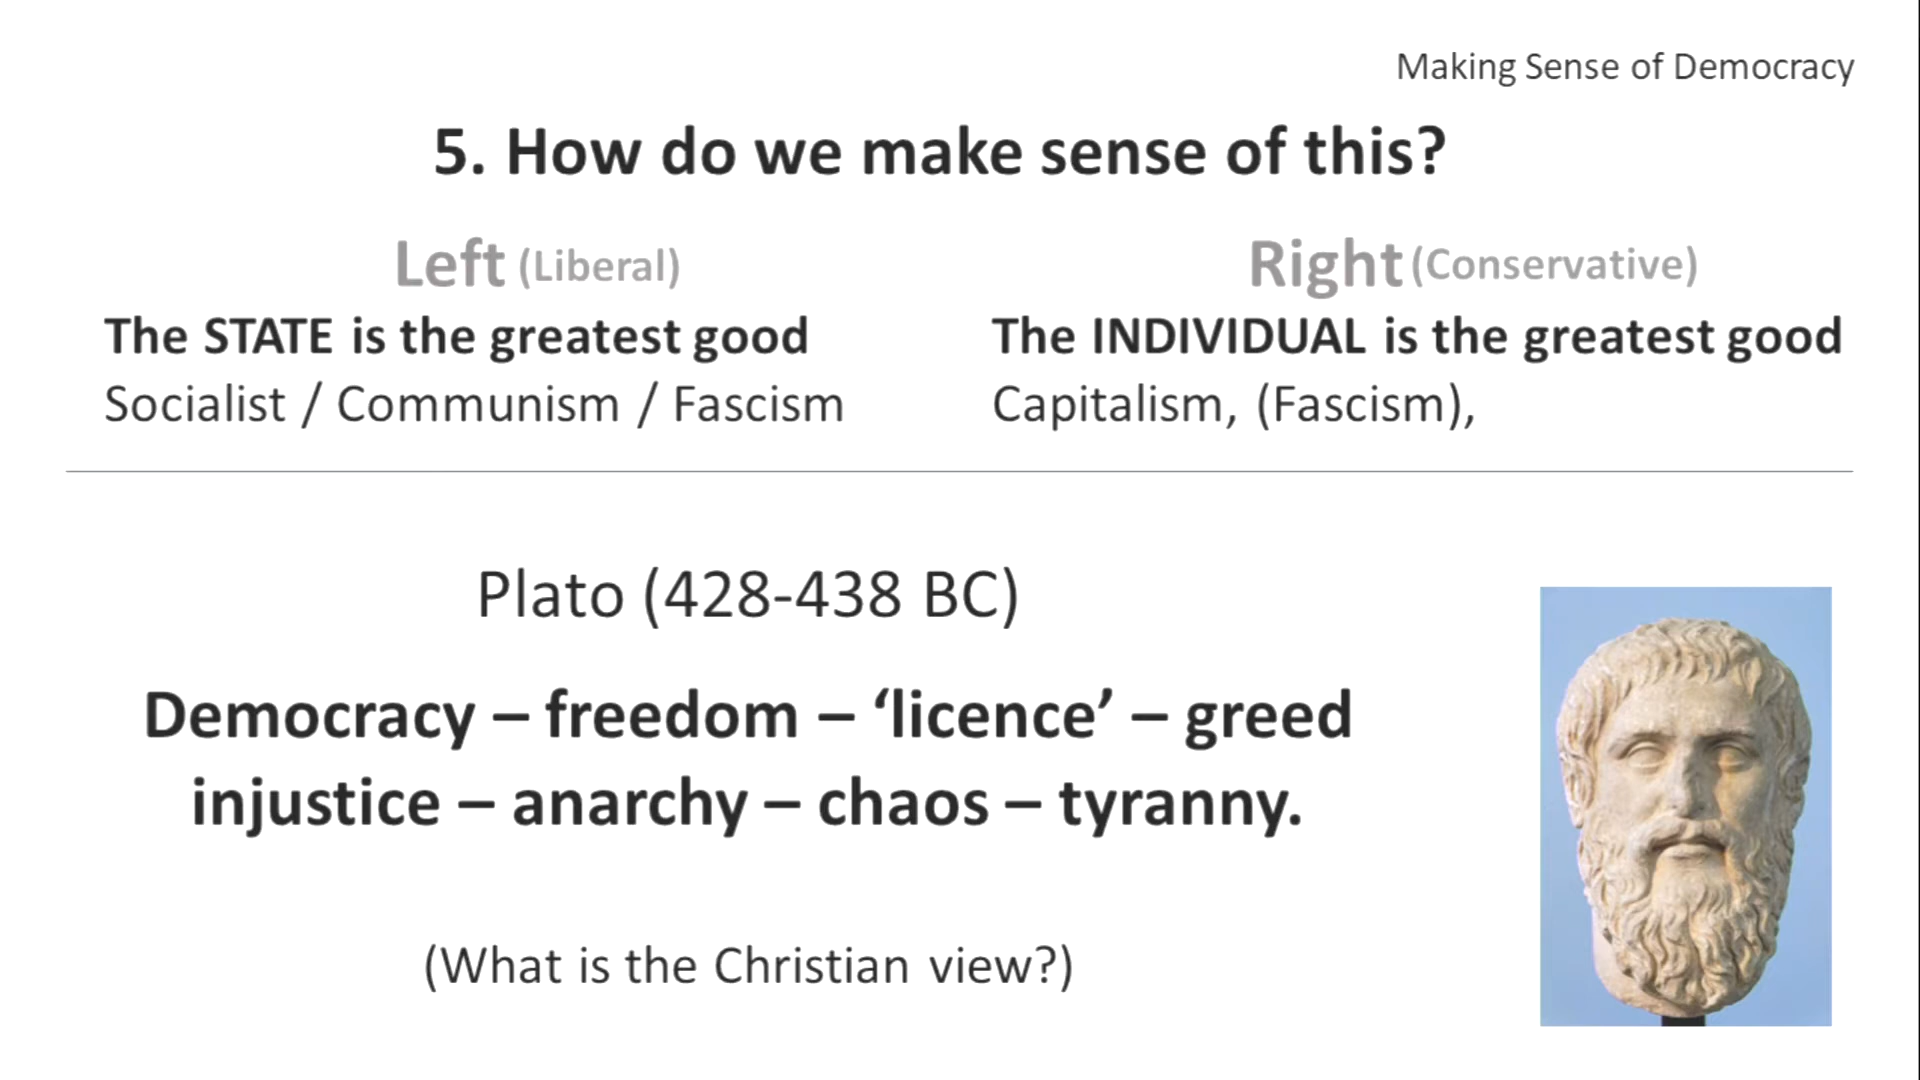 Making Sense of Democracy
5. How do we make sense of this?
Left (Liberal)
The STATE is the greatest good
Socialist / Communism / Fascism
Right (Conservative)
The INDIVIDUAL is the greatest good
Capitalism, (Fascism),
Plato (428-438 BC)
Democracy – freedom – ‘licence’ – greed
injustice – anarchy – chaos – tyranny.
(What is the Christian view?)